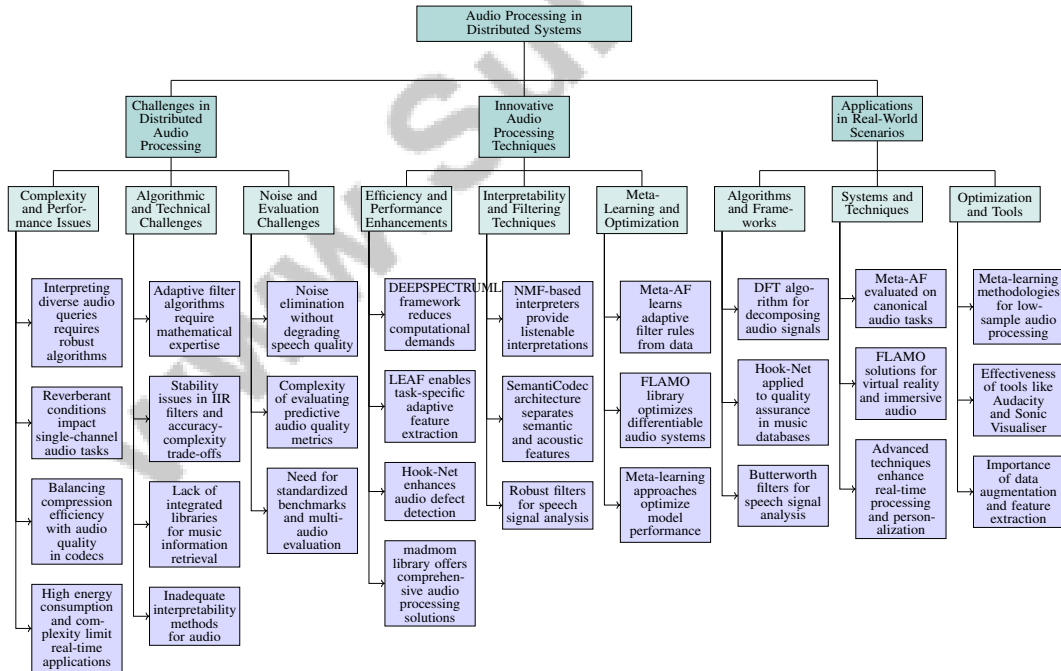 Audio Processing in
Distributed Systems
Challenges in
Distributed
Audio
Processing
Innovative
Audio
Processing
Techniques
Applications
in Real-World
Scenarios
Complexity
and Perfor-
mance Issues
Algorithmic
and Technical
Challenges
Noise and
Evaluation
Challenges
Efficiency and
Performance
Enhancements
Interpretability
and Filtering
Techniques
Meta-
Learning and
Optimization
Algorithms
and Frame-
works
Systems and
Techniques
Optimization
and Tools
Interpreting
diverse audio
queries
requires
robust
algorithms
Reverberant
conditions
impact
single-channel
audio tasks
Balancing
compression
efficiency
with audio
quality
in codecs
High energy
consumption
and com-
plexity limit
real-time
applications
Adaptive filter
algorithms
require
mathematical
expertise
Stability
issues in IIR
filters and
accuracy-
complexity
trade-offs
Lack of
integrated
libraries
for music
information
retrieval
Inadequate
interpretability
methods
for audio
Noise
elimination
without
degrading
speech quality
Complexity
of evaluating
predictive
audio quality
metrics
Need for
standardized
benchmarks
and multi-
audio
evaluation
DEEPSPECTRUML
framework
reduces
computational
demands
LEAF enables
task-specific
adaptive
feature
extraction
Hook-Net
enhances
audio defect
detection
madmom
library offers
comprehen-
sive audio
processing
solutions
NMF-based
interpreters
provide
listenable
interpretations
SemantiCodec
architecture
separates
semantic
and acoustic
features
Robust filters
for speech
signal analysis
Meta-AF
learns
adaptive
filter rules
from data
FLAMO
library
optimizes
differentiable
audio systems
Meta-learning
approaches
optimize
model
performance
DFT algo-
rithm for
decomposing
audio signals
Hook-Net
applied
to quality
assurance
in music
databases
Butterworth
filters for
speech signal
analysis
Meta-AF
evaluated on
canonical
audio tasks
FLAMO
solutions for
virtual reality
and immersive
audio
Advanced
techniques
enhance
real-time
processing
and person-
alization
Meta-learning
methodologies
for low-
sample audio
processing
Effectiveness
of tools like
Audacity
and Sonic
Visualiser
Importance
of data
augmentation
and feature
extraction
www Su